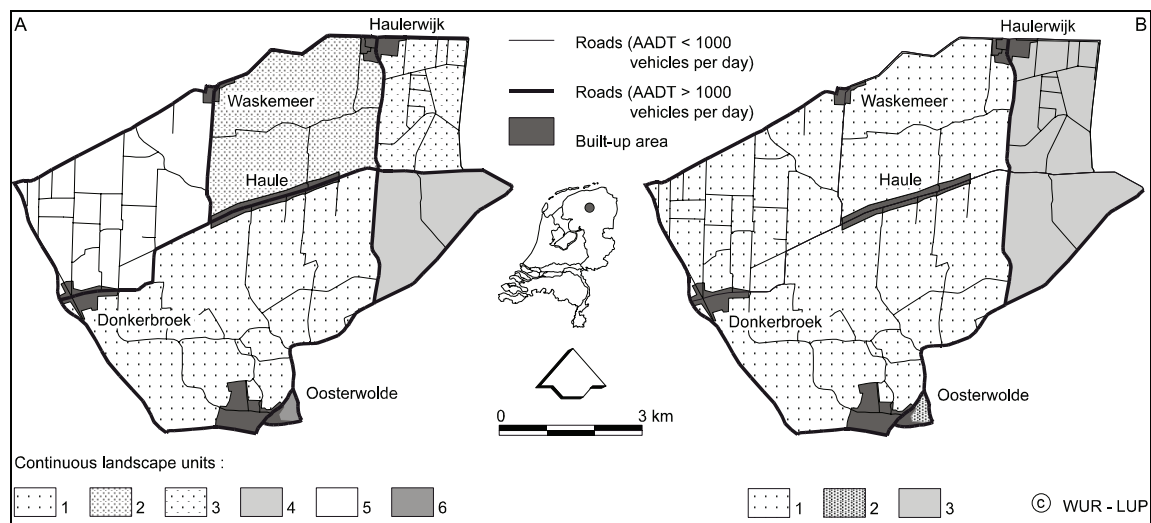 A
Haulerwijk
Waskemeer
Haule
Donkerbroek
Oosterwolde
Roads (AADT < 1000
vehicles per day)
Roads (AADT > 1000
vehicles per day)
Built-up area
0 3 km
B
Haulerwijk
Waskemeer
Haule
Donkerbroek
Oosterwolde
Continuous landscape units :
1 2 3 4 5 6
1 2 3
© WUR - LUP